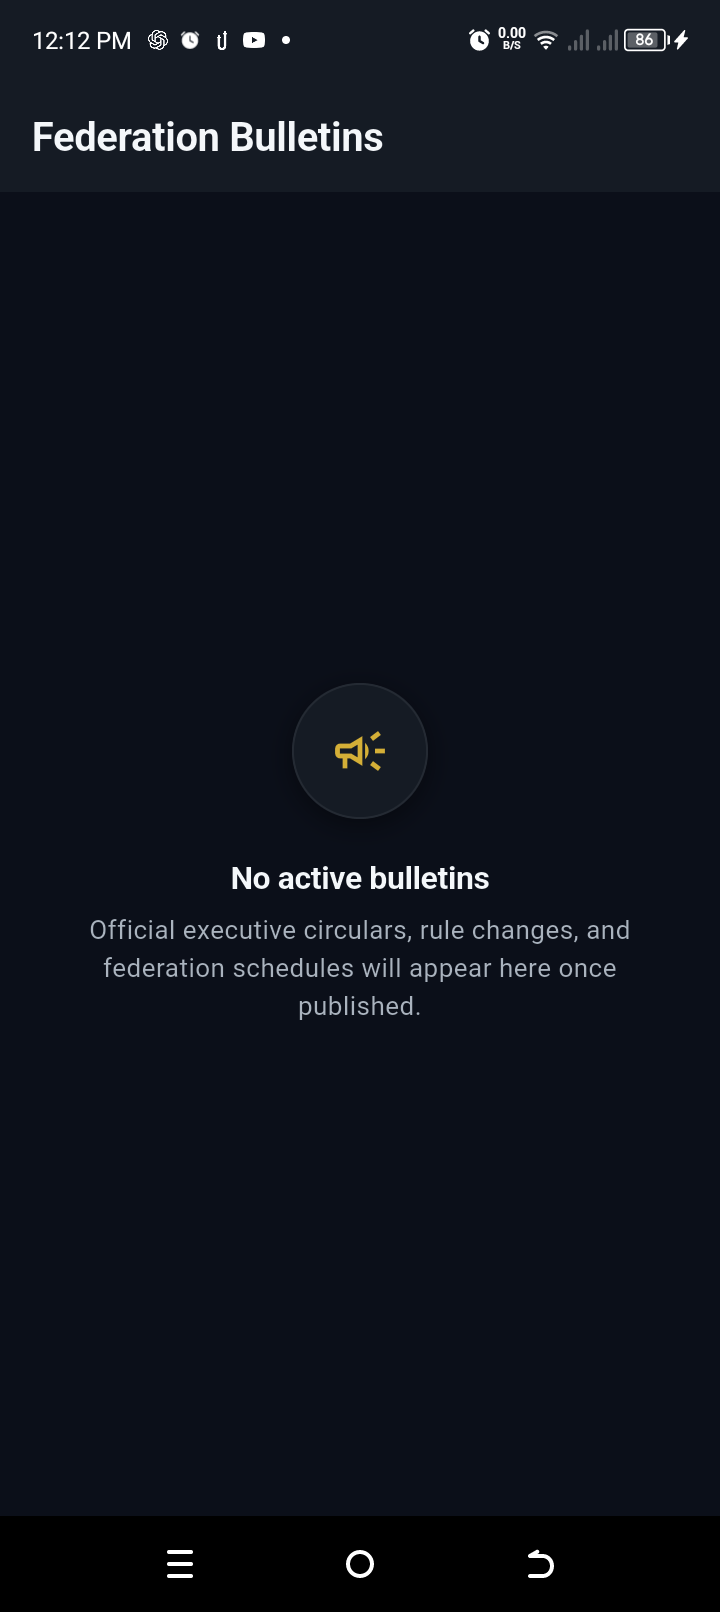 12:12 PM
0.00
B/S
86
Federation Bulletins
No active bulletins
Official executive circulars, rule changes, and
federation schedules will appear here once
published.